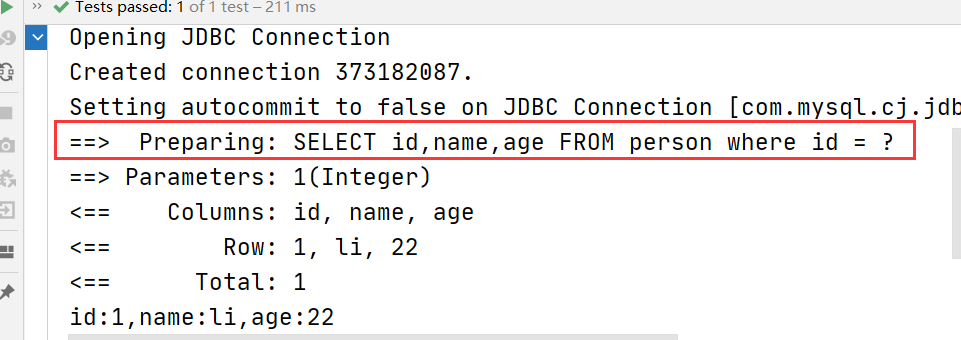 Tests passed: 1 of 1 test – 211 ms
Opening JDBC Connection
Created connection 373182087.
Setting autocommit to false on JDBC Connection [com.mysql.cj.jdb
==>  Preparing: SELECT id,name,age FROM person where id = ?
==> Parameters: 1(Integer)
<==    Columns: id, name, age
<==        Row: 1, li, 22
<==      Total: 1
id:1,name:li,age:22